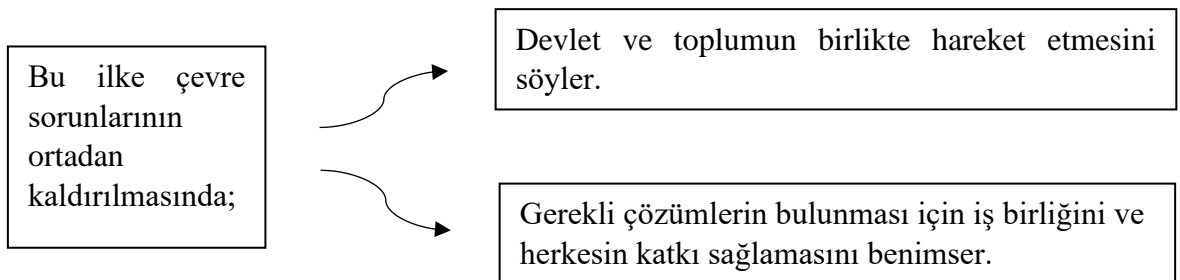 Bu ilke çevre
sorunlarının
ortadan
kaldırılmasında;
Devlet ve toplumun birlikte hareket etmesini
söyler.
Gerekli çözümlerin bulunması için iş birliğini ve
herkesin katkı sağlamasını benimser.